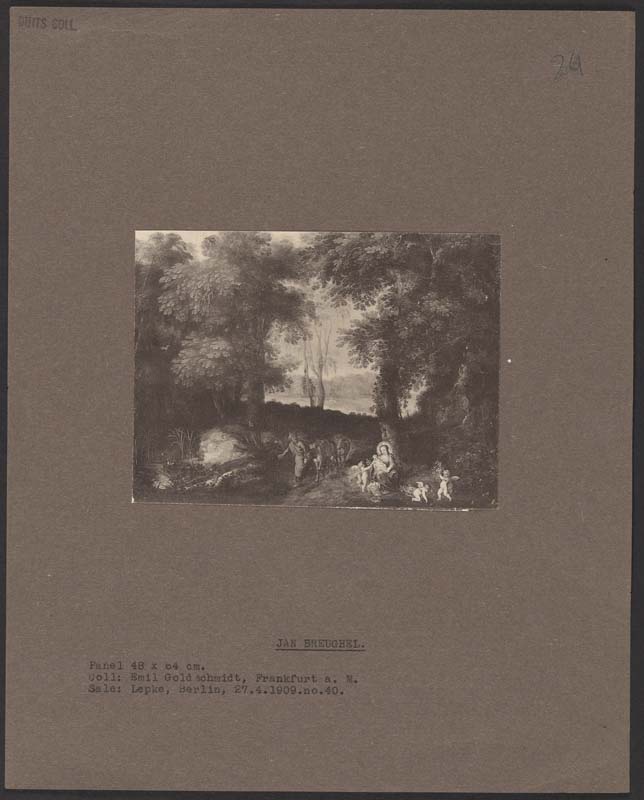 DUITS COLL.
24
JAN BREUGHEL.
Panel 48 x 64 cm.
Coll: Emil Goldschmidt, Frankfurt a. M.
Sale: Lepke, Berlin, 27.4.1909.no.40.